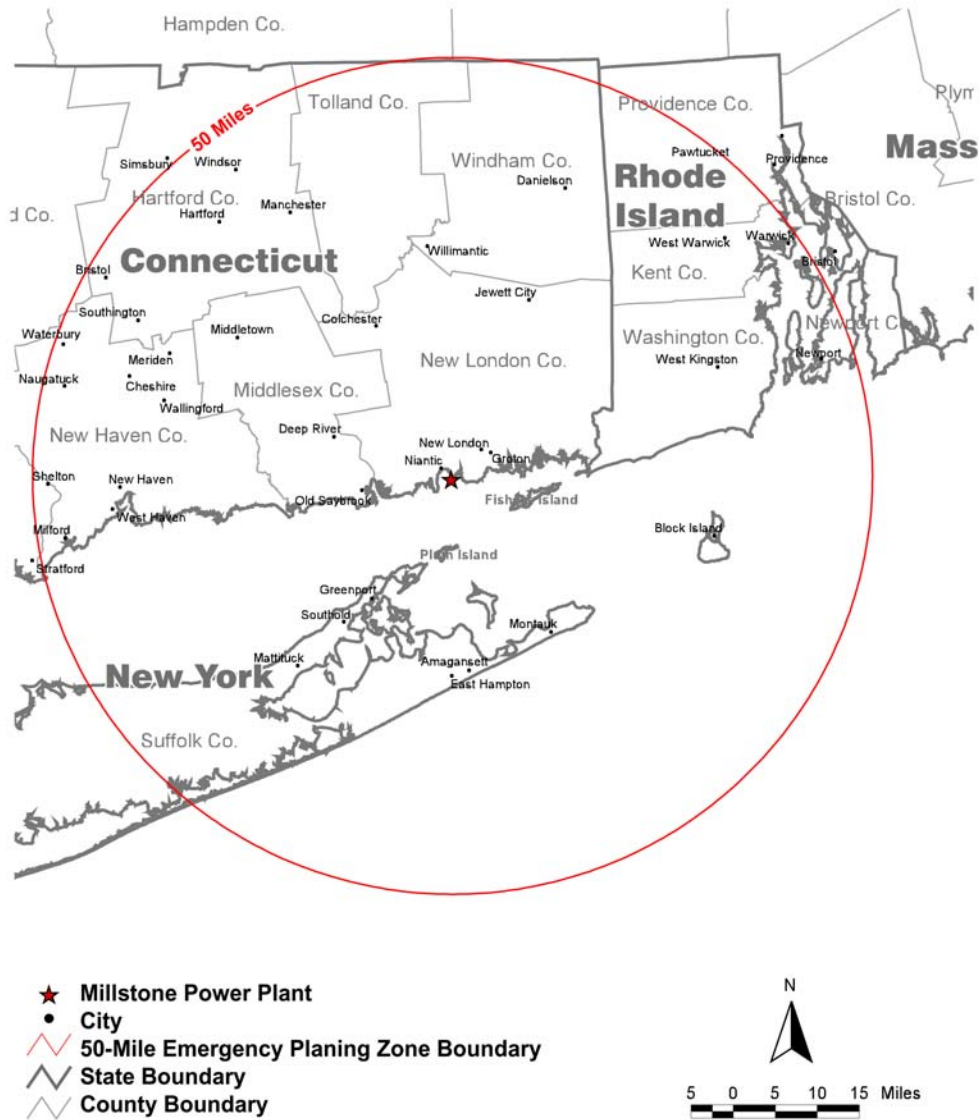 Hampden Co.
Tolland Co.
Providence Co.
Plym
50 Miles
Simsbury
Windsor
Windham Co.
Pawtucket
Providence
Mass
Danielson
Rhode
Island
d Co.
Hartford Co.
Hartford
Manchester
Bristol Co.
Connecticut
Willimantic
West Warwick
Warwick
Bristol
Bristol
Kent Co.
Jewett City
Southington
Colchester
Waterbury
Middletown
Washington Co.
Newport Co.
Meriden
New London Co.
West Kingston
Newport
Naugatuck
Cheshire
Middlesex Co.
Wallingford
New Haven Co.
Deep River
New London
Groton
Niantic
Shelton
New Haven
Old Saybrook
Island
West Haven
Milford
Block Island
Stratford
Plum Island
Greenport
Southold
Montauk
Mattituck
Amagansett
New York
East Hampton
Suffolk Co.
Millstone Power Plant
City
50-Mile Emergency Planing Zone Boundary
State Boundary
County Boundary
N
5 0 5 10 15 Miles